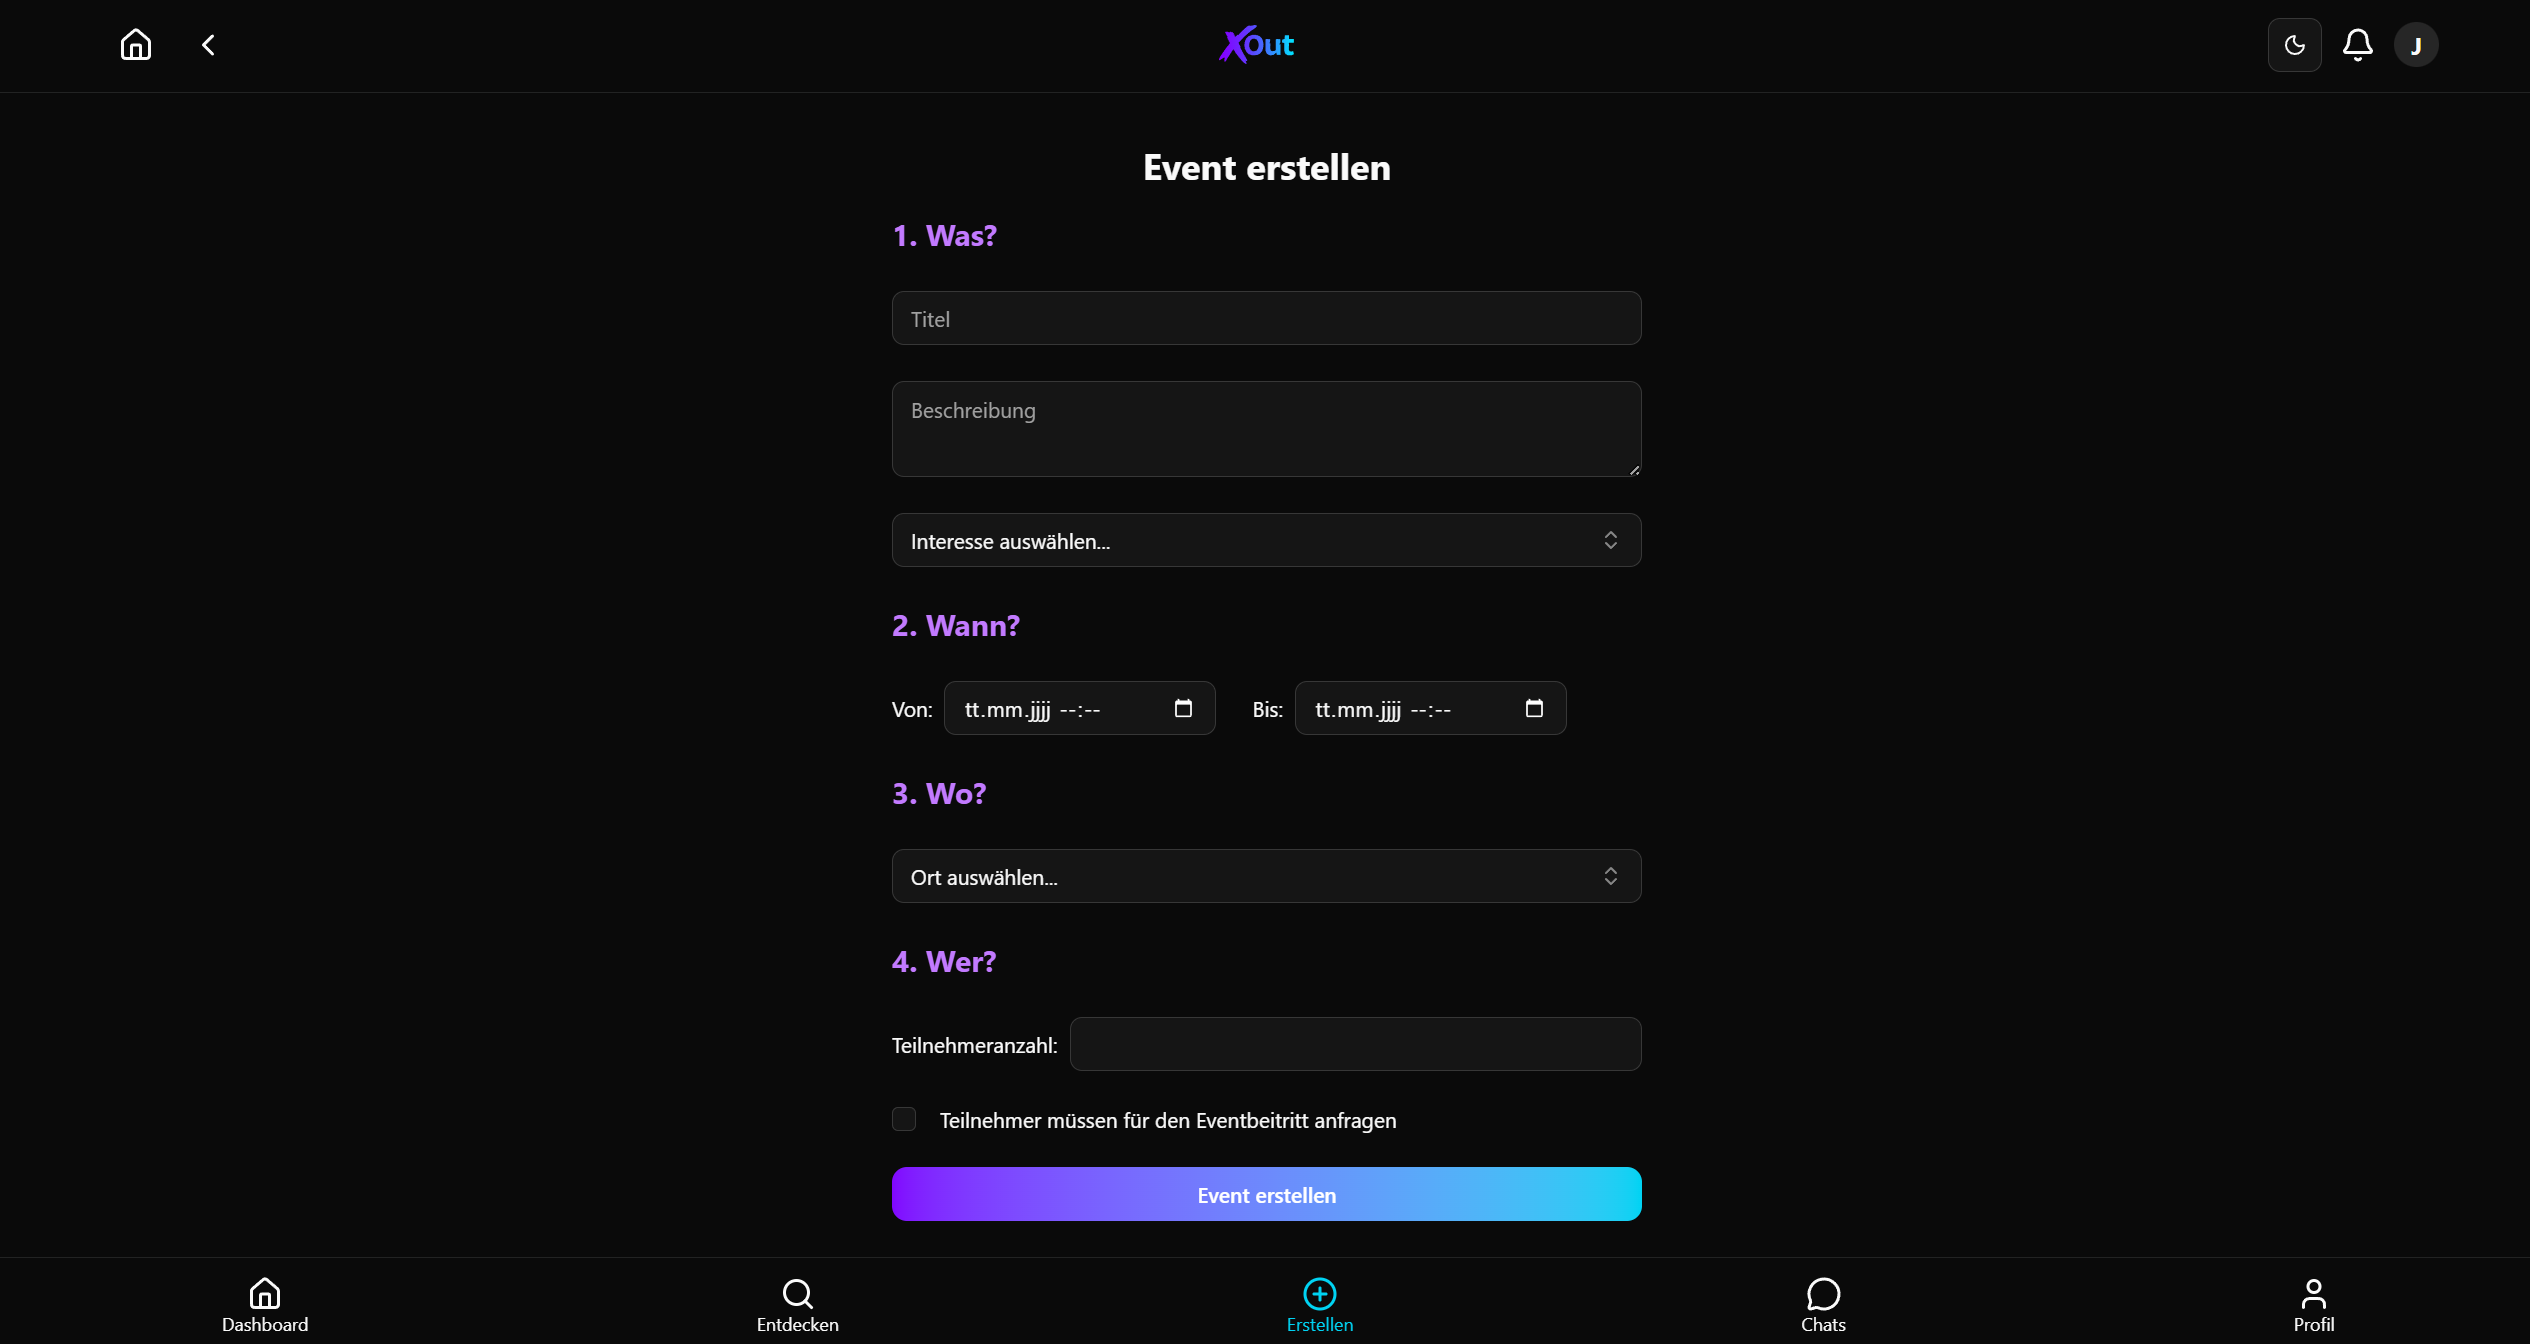 XOut
J
Event erstellen
1. Was?
Titel
Beschreibung
Interesse auswählen...
2. Wann?
Von: tt.mm.jjjj --:-- Bis: tt.mm.jjjj --:--
3. Wo?
Ort auswählen...
4. Wer?
Teilnehmeranzahl:
Teilnehmer müssen für den Eventbeitritt anfragen
Event erstellen
Dashboard Entdecken Erstellen Chats Profil